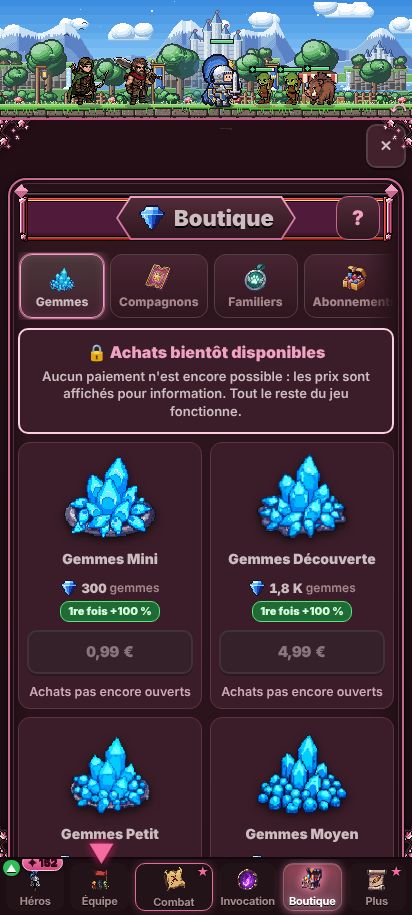 ×
Boutique
?
Gemmes
Compagnons
Familiers
Abonnement
Achats bientôt disponibles
Aucun paiement n'est encore possible : les prix sont
affichés pour information. Tout le reste du jeu
fonctionne.
Gemmes Mini
300 gemmes
1re fois +100 %
0,99 €
Achats pas encore ouverts
Gemmes Découverte
1,8 K gemmes
1re fois +100 %
4,99 €
Achats pas encore ouverts
Gemmes Petit
Gemmes Moyen
Héros
Équipe
Combat
Invocation
Boutique
Plus